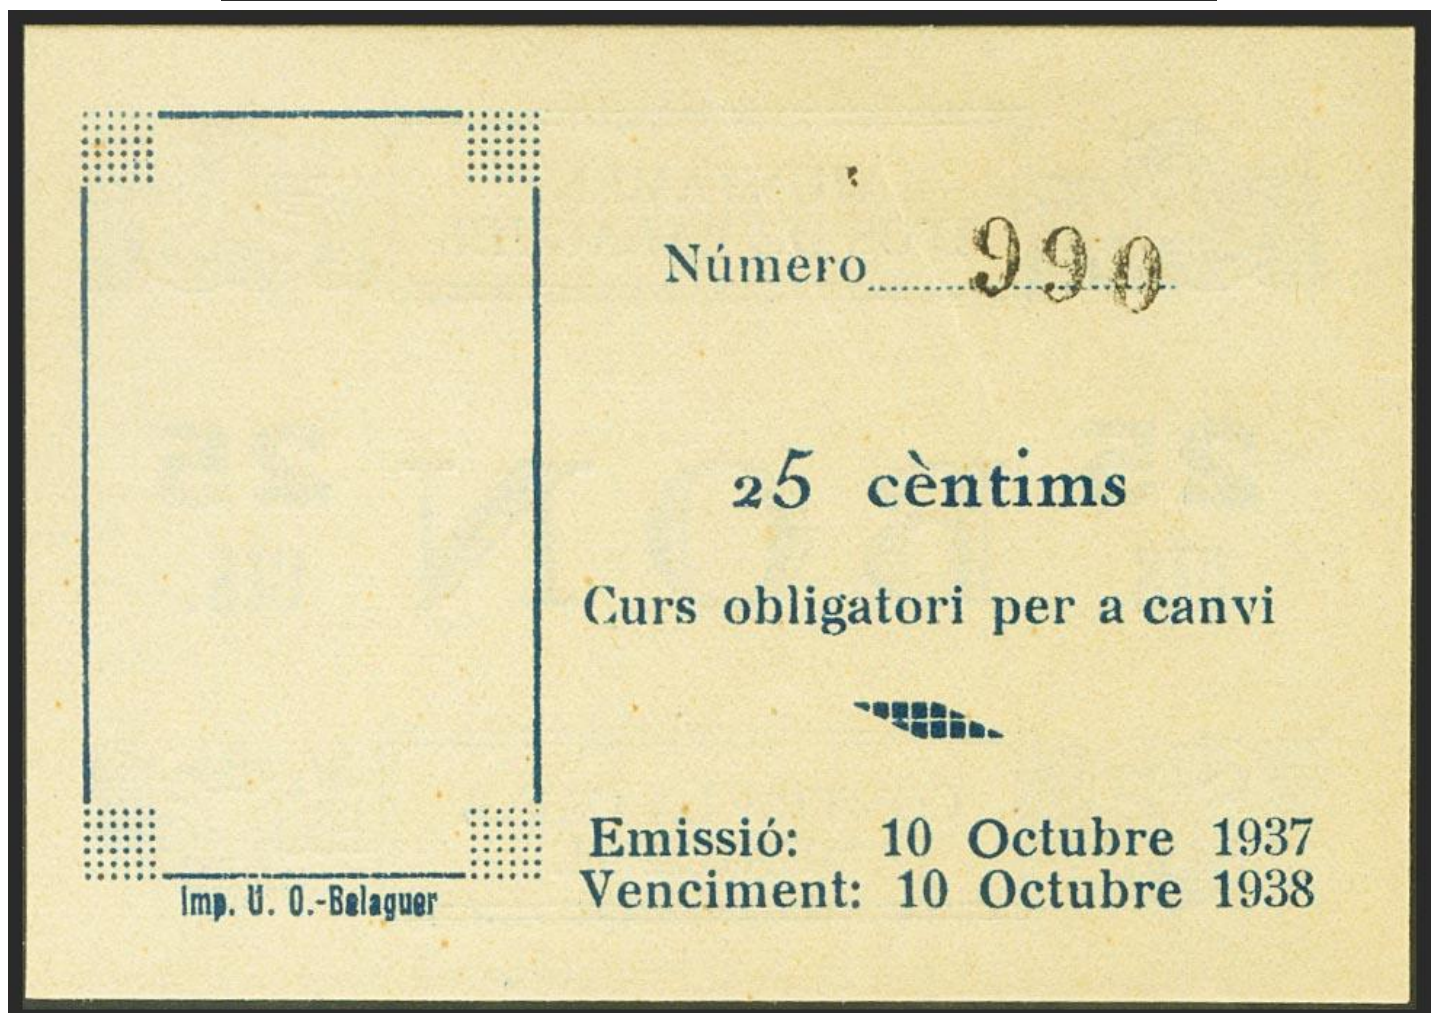 Número 990
25 cèntims
Curs obligatori per a canvi
Emissió: 10 Octubre 1937
Venciment: 10 Octubre 1938
Imp. U. O.-Balaguer